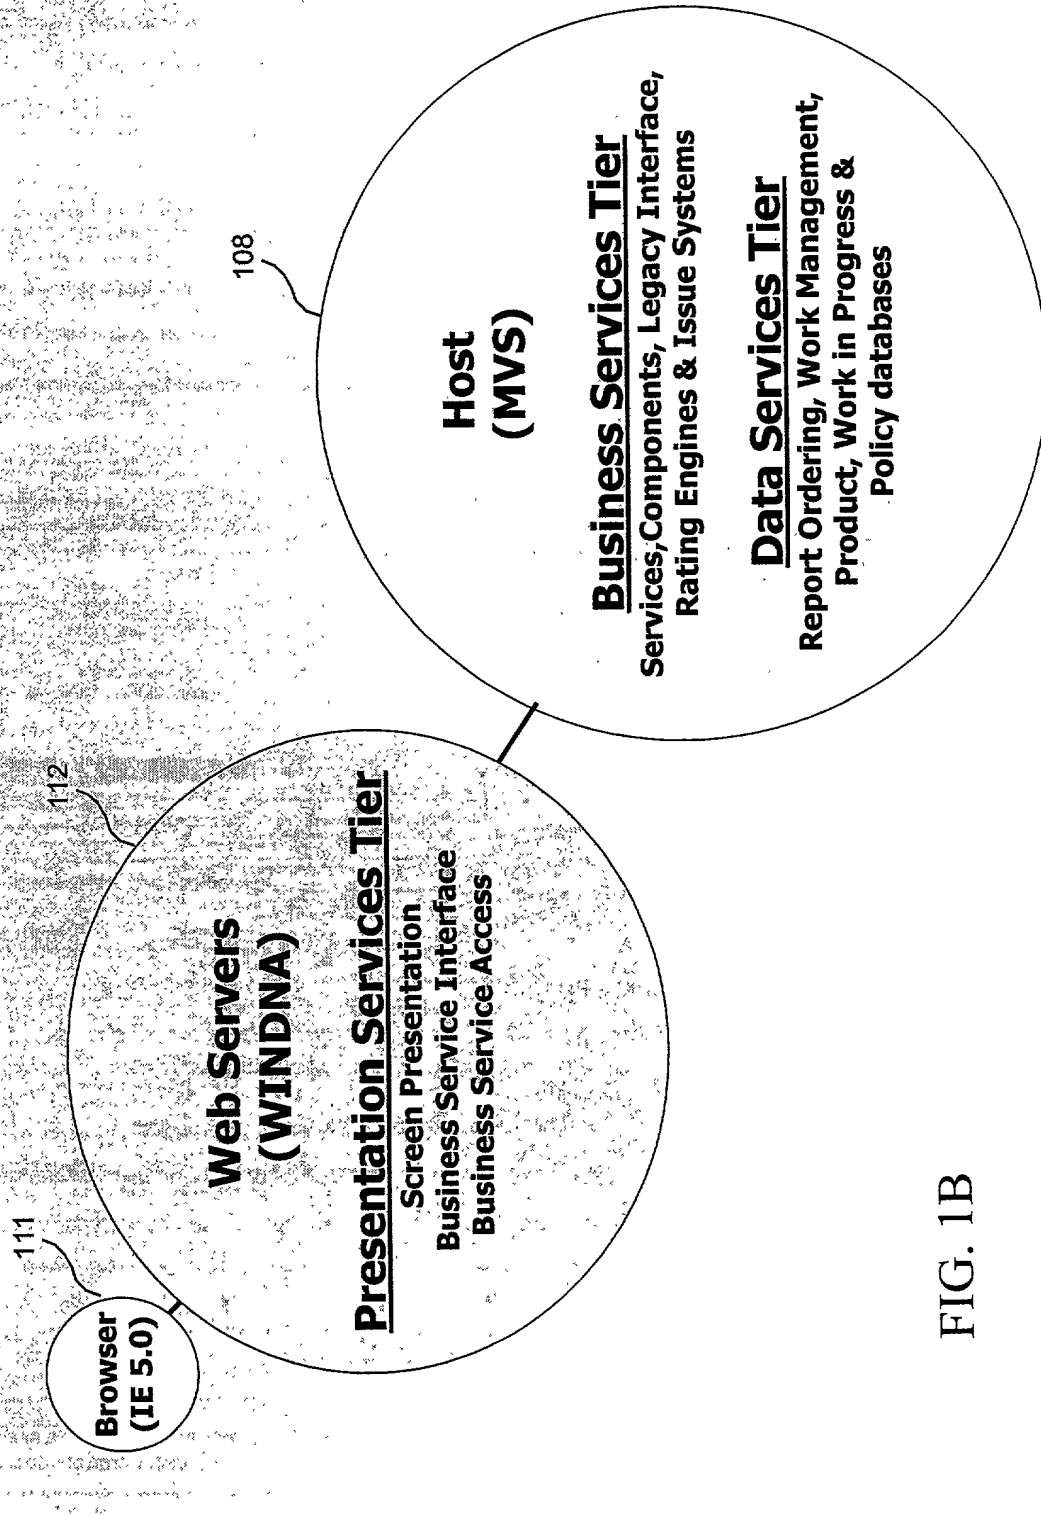 111
Browser
(IE 5.0)
112
Web Servers
(WINDNA)
Presentation Services Tier
Screen Presentation
Business Service Interface
Business Service Access
108
Host
(MVS)
Business Services Tier
Services,Components, Legacy Interface,
Rating Engines & Issue Systems
Data Services Tier
Report Ordering, Work Management,
Product, Work in Progress &
Policy databases
FIG. 1B